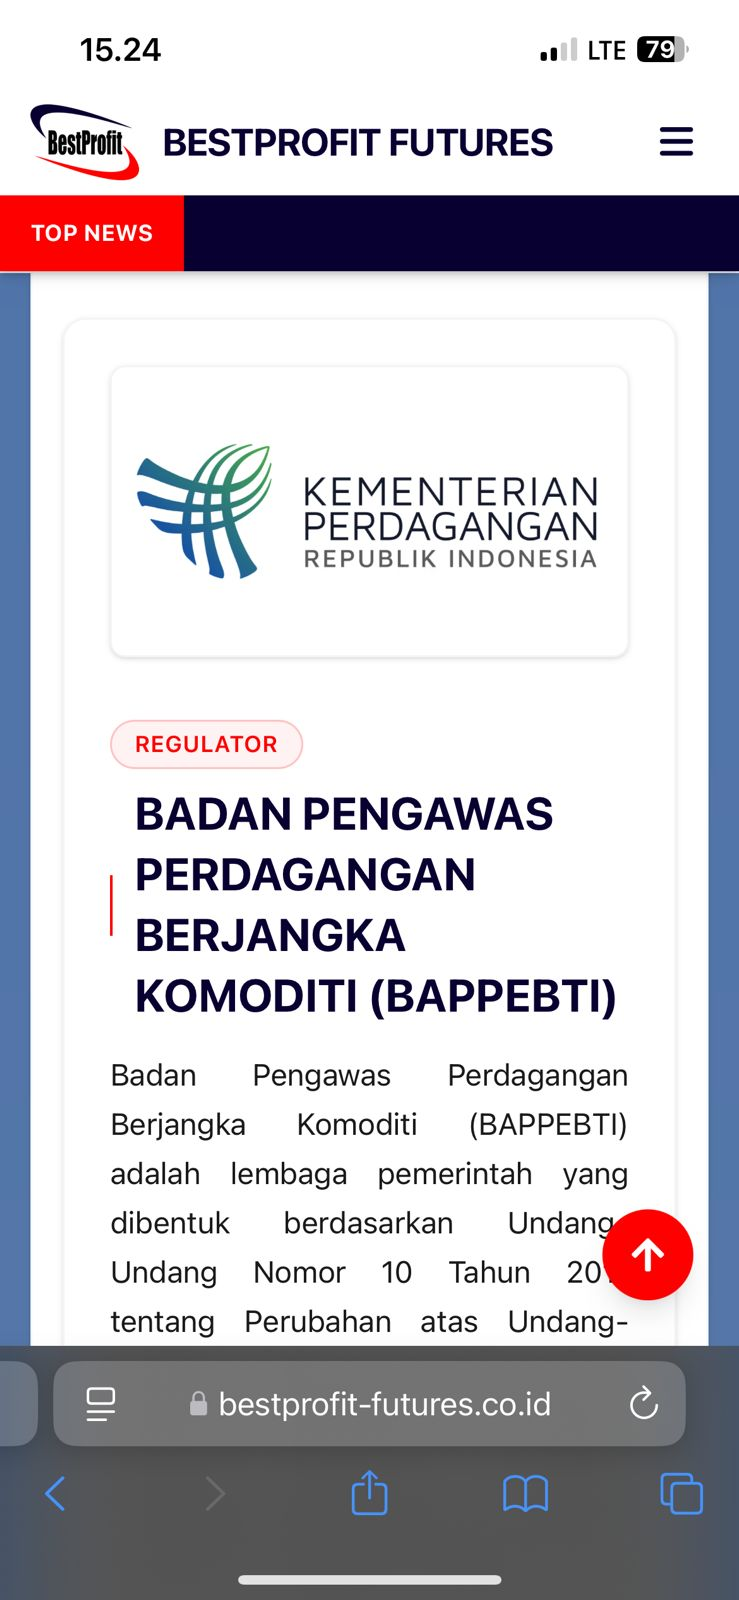 15.24
LTE 79
BestProfit
BESTPROFIT FUTURES
TOP NEWS
KEMENTERIAN
PERDAGANGAN
REPUBLIK INDONESIA
REGULATOR
BADAN PENGAWAS
PERDAGANGAN
BERJANGKA
KOMODITI (BAPPEBTI)
Badan Pengawas Perdagangan
Berjangka Komoditi (BAPPEBTI)
adalah lembaga pemerintah yang
dibentuk berdasarkan Undang-
Undang Nomor 10 Tahun
tentang Perubahan atas Undang-
bestprofit-futures.co.id